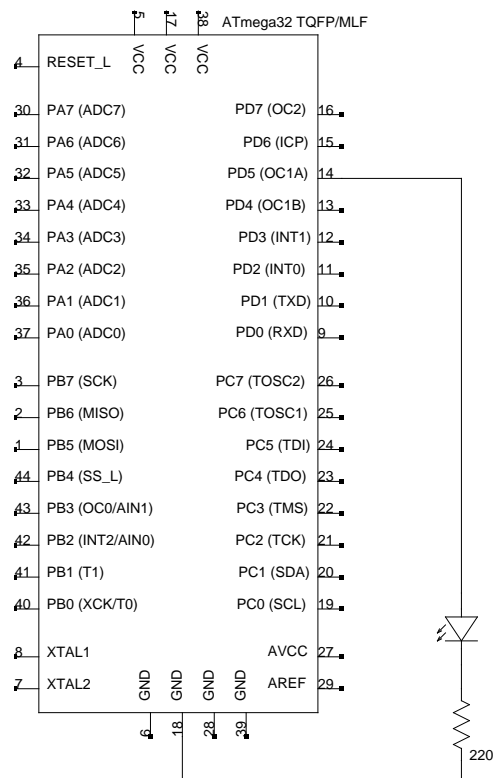 5 17 38 ATmega32 TQFP/MLF
VCC VCC VCC
4 RESET_L
30 PA7 (ADC7) PD7 (OC2) 16
31 PA6 (ADC6) PD6 (ICP) 15
32 PA5 (ADC5) PD5 (OC1A) 14
33 PA4 (ADC4) PD4 (OC1B) 13
34 PA3 (ADC3) PD3 (INT1) 12
35 PA2 (ADC2) PD2 (INT0) 11
36 PA1 (ADC1) PD1 (TXD) 10
37 PA0 (ADC0) PD0 (RXD) 9
3 PB7 (SCK) PC7 (TOSC2) 26
2 PB6 (MISO) PC6 (TOSC1) 25
1 PB5 (MOSI) PC5 (TDI) 24
44 PB4 (SS_L) PC4 (TDO) 23
43 PB3 (OC0/AIN1) PC3 (TMS) 22
42 PB2 (INT2/AIN0) PC2 (TCK) 21
41 PB1 (T1) PC1 (SDA) 20
40 PB0 (XCK/T0) PC0 (SCL) 19
8 XTAL1 AVCC 27
7 XTAL2 AREF 29
GND GND GND GND
6 18 28 39
220